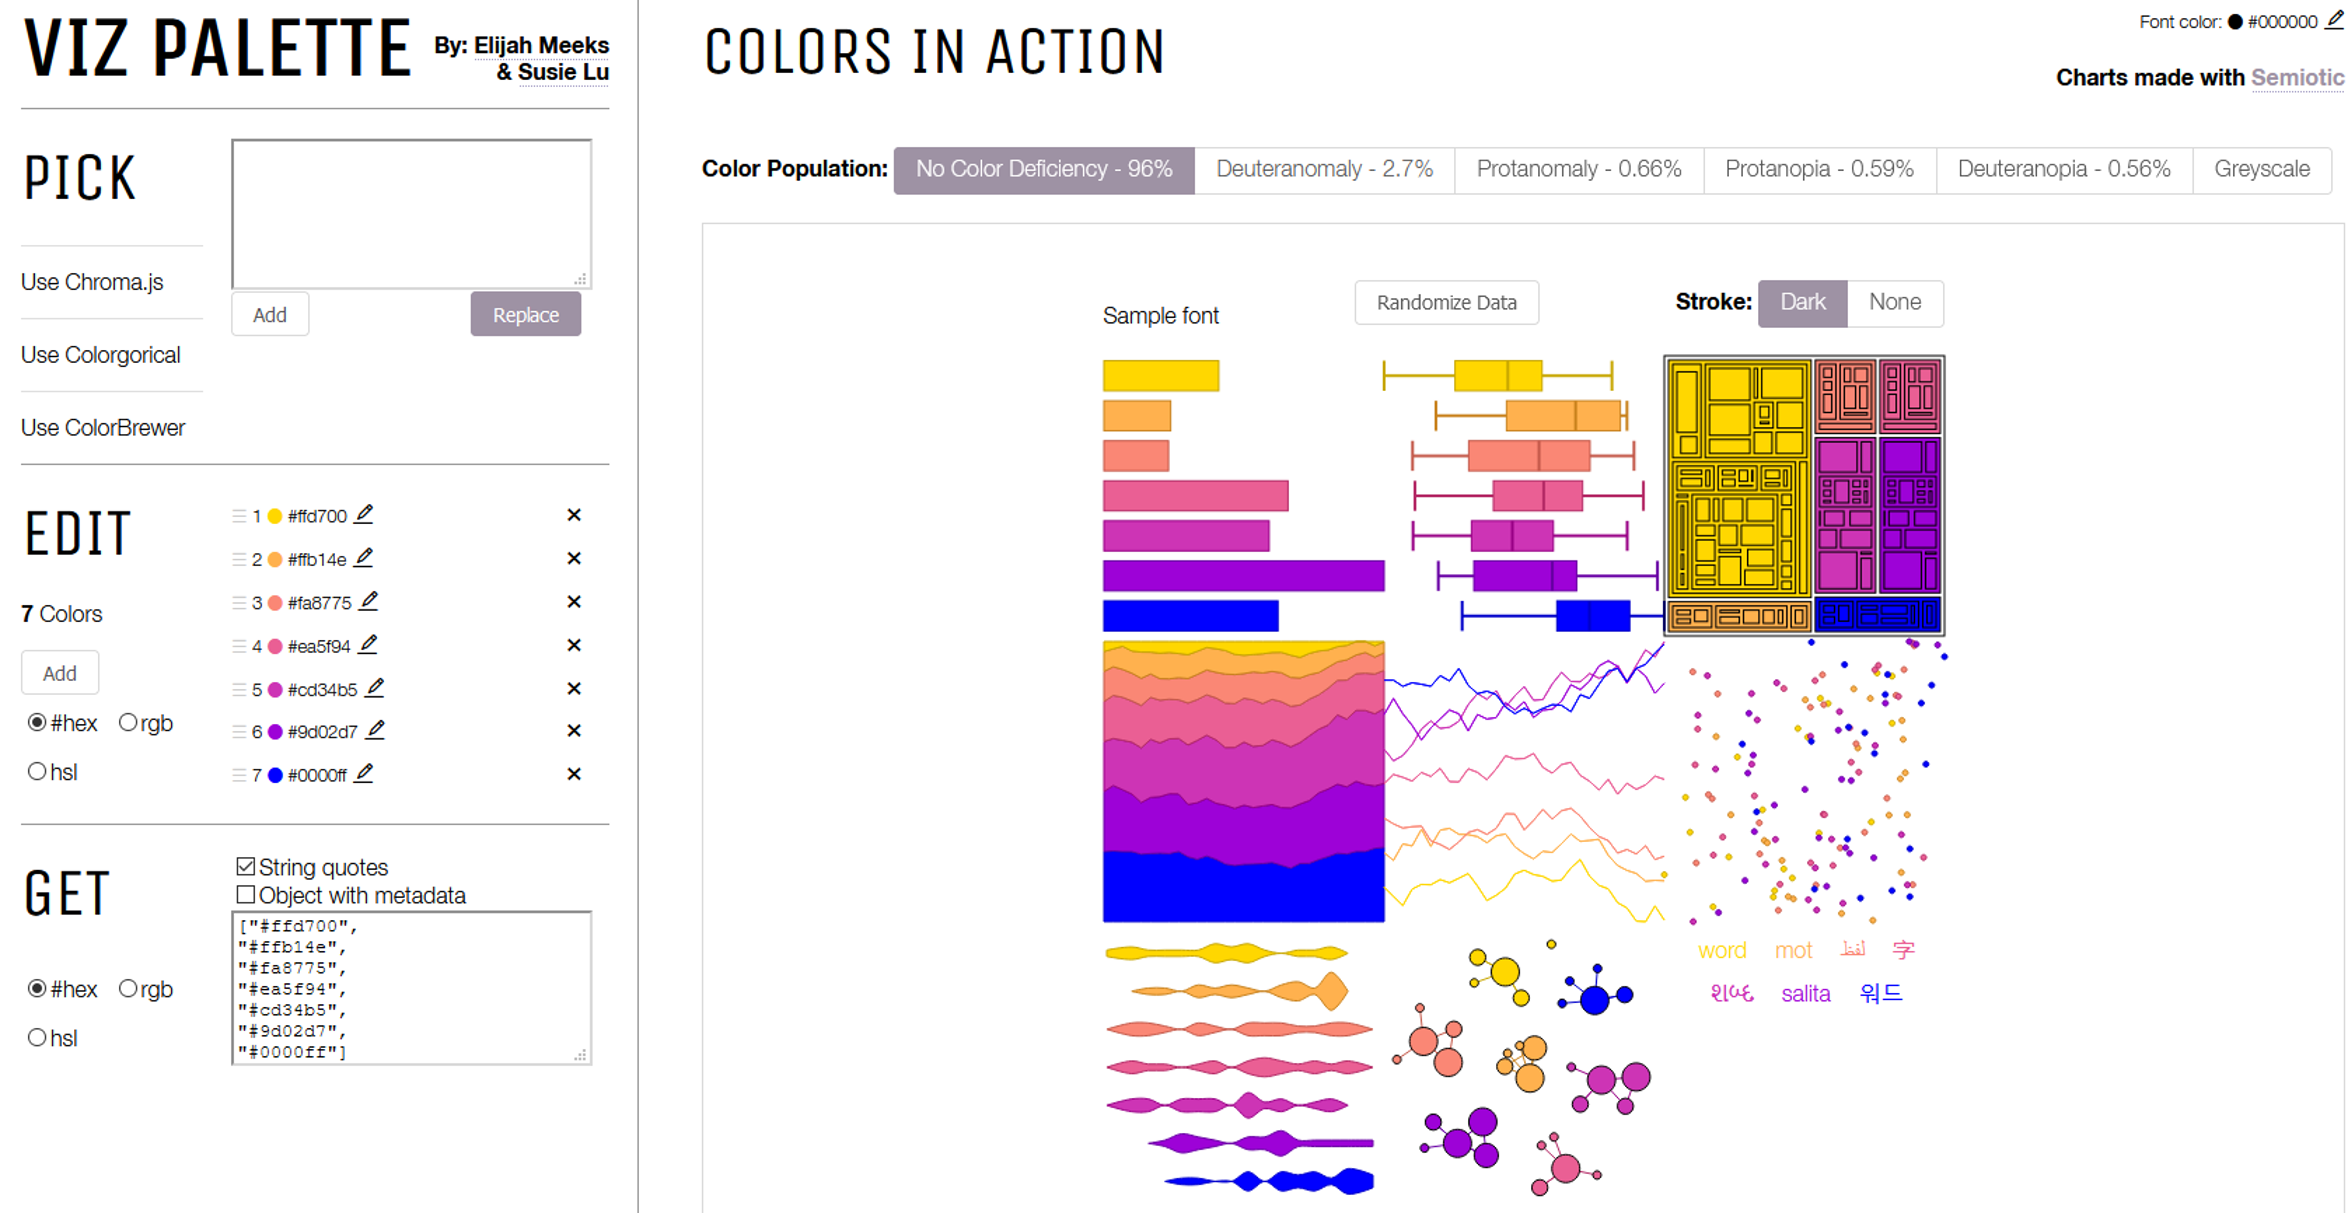 VIZ PALETTE
By: Elijah Meeks
& Susie Lu
PICK
Use Chroma.js
Use Colorgorical
Use ColorBrewer
Add
Replace
EDIT
7 Colors
Add
#hex
rgb
hsl
1 #ffd700
2 #ffb14e
3 #fa8775
4 #ea5f94
5 #cd34b5
6 #9d02d7
7 #0000ff
GET
#hex
rgb
hsl
String quotes
Object with metadata
["#ffd700",
"#ffb14e",
"#fa8775",
"#ea5f94",
"#cd34b5",
"#9d02d7",
"#0000ff"]
COLORS IN ACTION
Font color: #000000
Charts made with Semiotic
Color Population:
No Color Deficiency - 96%
Deuteranomaly - 2.7%
Protanomaly - 0.66%
Protanopia - 0.59%
Deuteranopia - 0.56%
Greyscale
Sample font
Randomize Data
Stroke:
Dark
None
word mot لفظ 字
શબ્દ salita 워드